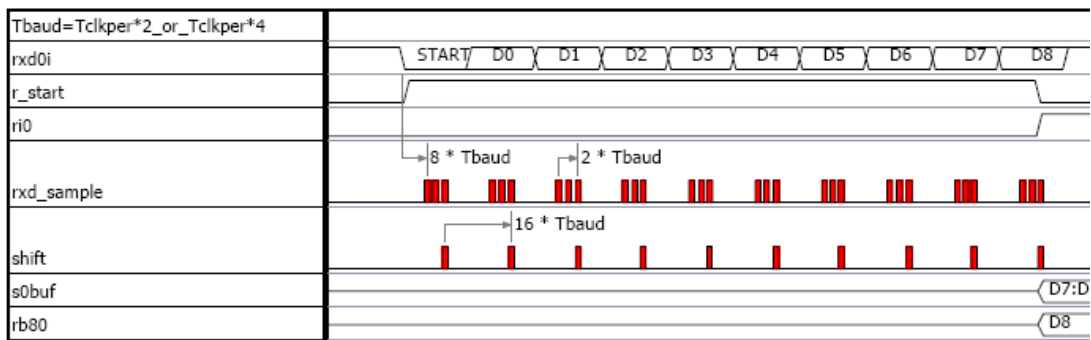 Tbaud=Tclkper*2_or_Tclkper*4
rxd0i START D0 D1 D2 D3 D4 D5 D6 D7 D8
r_start
ri0
8 * Tbaud 2 * Tbaud
rxd_sample
16 * Tbaud
shift
s0buf D7:D
rb80 D8